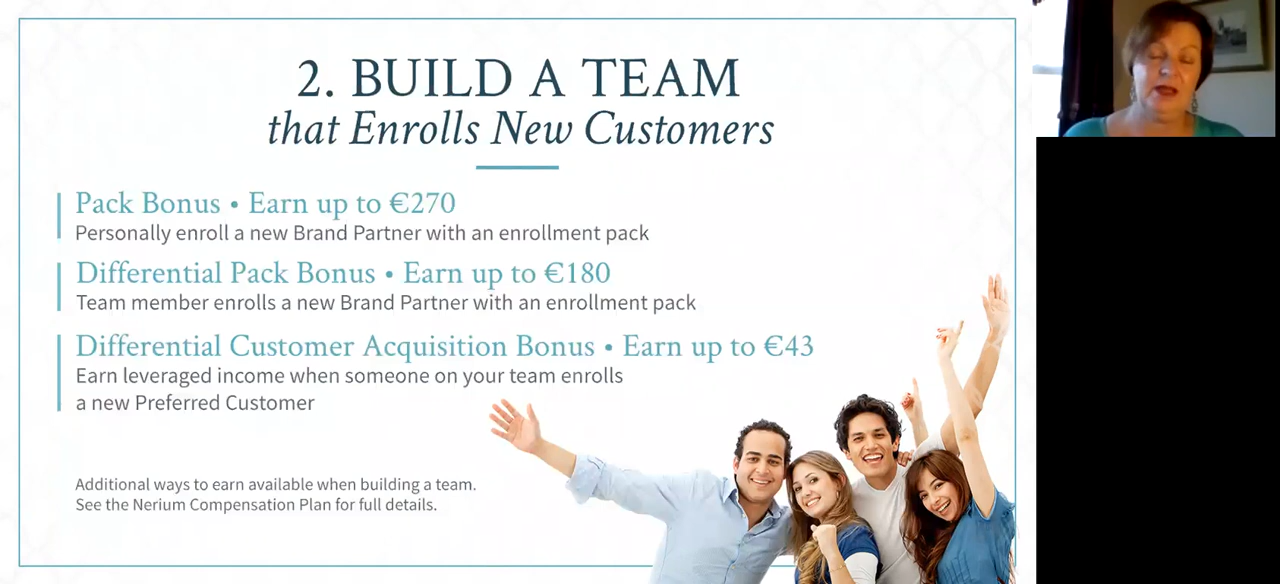 2. BUILD A TEAM
that Enrolls New Customers
Pack Bonus • Earn up to €270
Personally enroll a new Brand Partner with an enrollment pack
Differential Pack Bonus • Earn up to €180
Team member enrolls a new Brand Partner with an enrollment pack
Differential Customer Acquisition Bonus • Earn up to €43
Earn leveraged income when someone on your team enrolls
a new Preferred Customer
Additional ways to earn available when building a team.
See the Nerium Compensation Plan for full details.